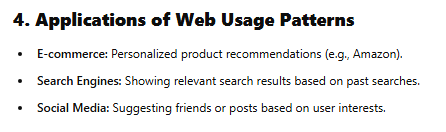 4. Applications of Web Usage Patterns
• E-commerce: Personalized product recommendations (e.g., Amazon).
• Search Engines: Showing relevant search results based on past searches.
• Social Media: Suggesting friends or posts based on user interests.